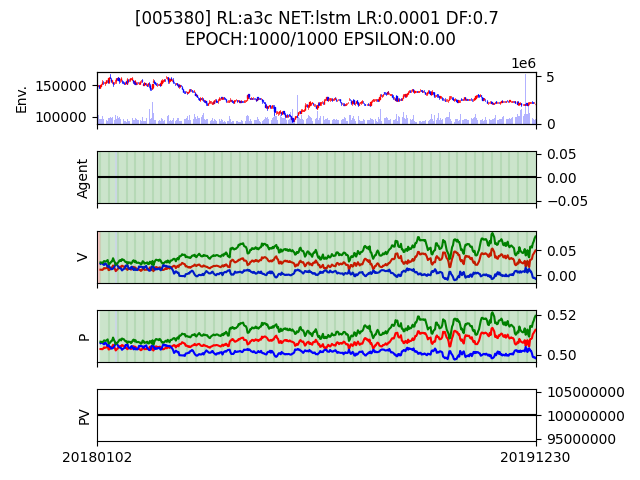 [005380] RL:a3c NET:lstm LR:0.0001 DF:0.7
EPOCH:1000/1000 EPSILON:0.00
1e6
Env.
150000
100000
5
0
Agent
0.05
0.00
−0.05
V
0.05
0.00
P
0.52
0.50
PV
105000000
100000000
95000000
20180102
20191230